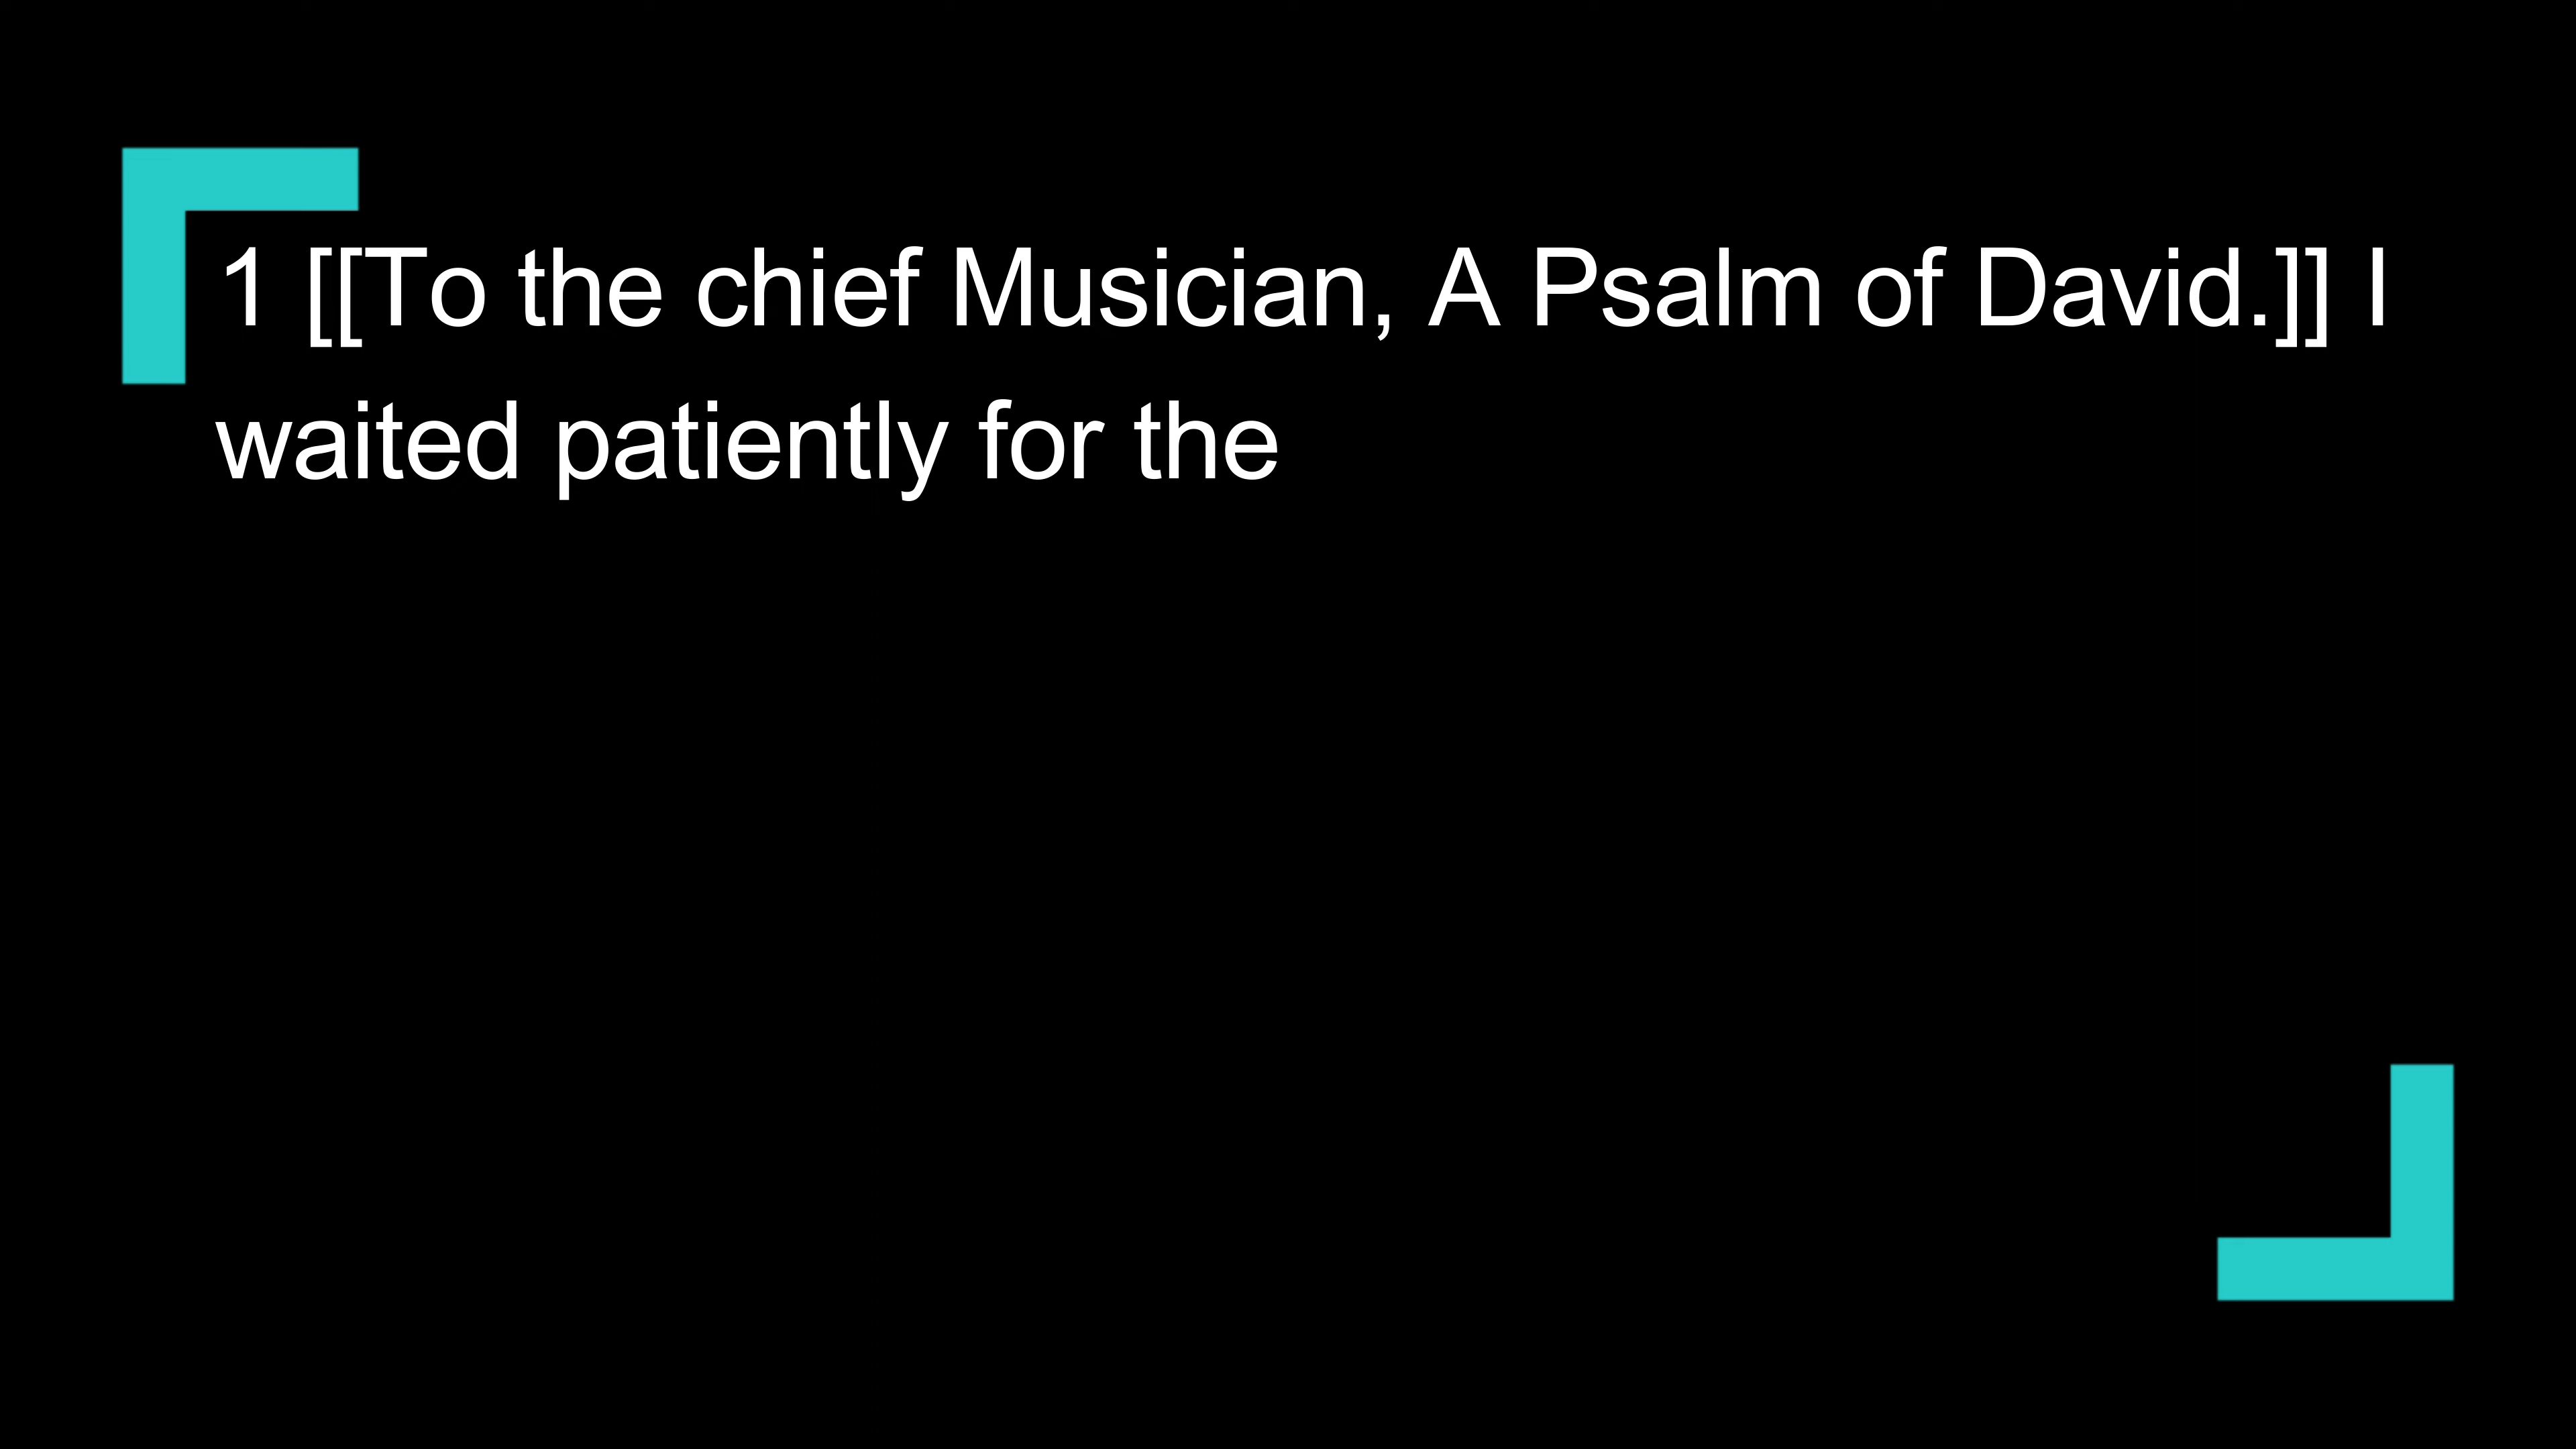 1 [[To the chief Musician, A Psalm of David.]] I
waited patiently for the